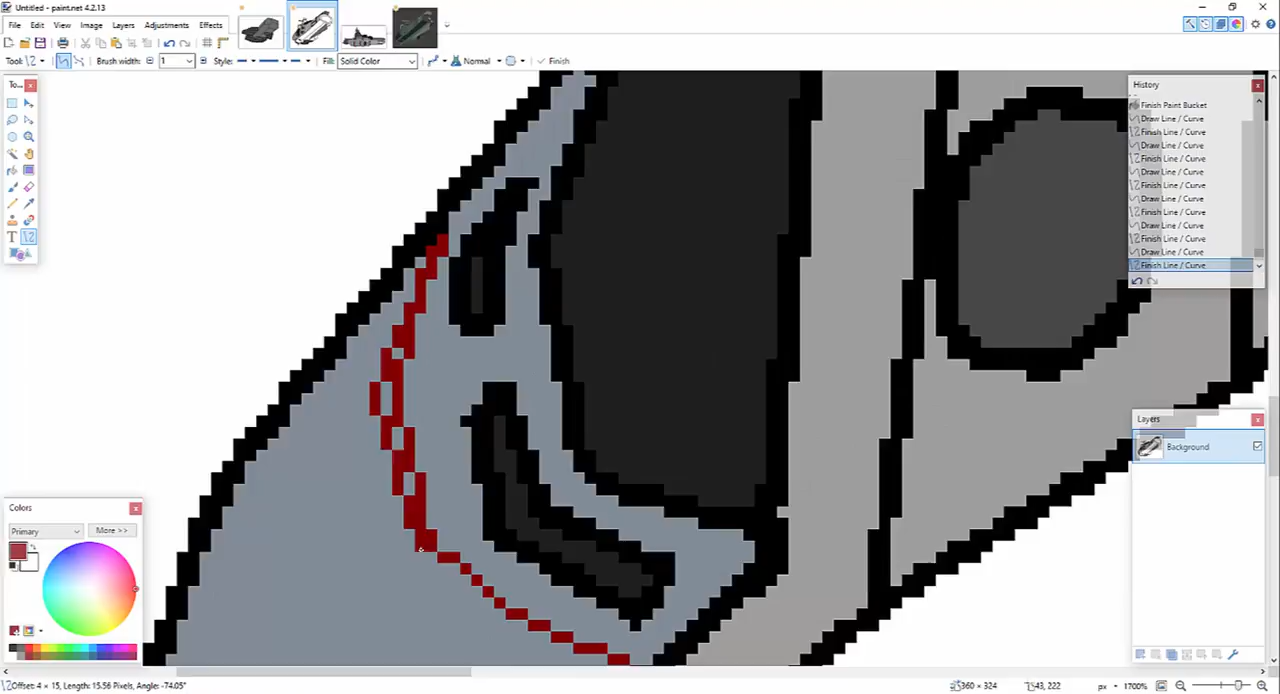 Untitled - paint.net 4.2.13
File Edit View Image Layers Adjustments Effects
Tool: Brush width: 1 Style: Fill: Solid Color Normal Finish
To...
History
Finish Paint Bucket
Draw Line / Curve
Finish Line / Curve
Draw Line / Curve
Finish Line / Curve
Draw Line / Curve
Finish Line / Curve
Draw Line / Curve
Finish Line / Curve
Draw Line / Curve
Finish Line / Curve
Draw Line / Curve
Finish Line / Curve
Layers
Background
Colors
Primary More >>
Offset: 4 × 15, Length: 15.56 Pixels, Angle: -74.05° 360 × 324 43, 222 px 1700%